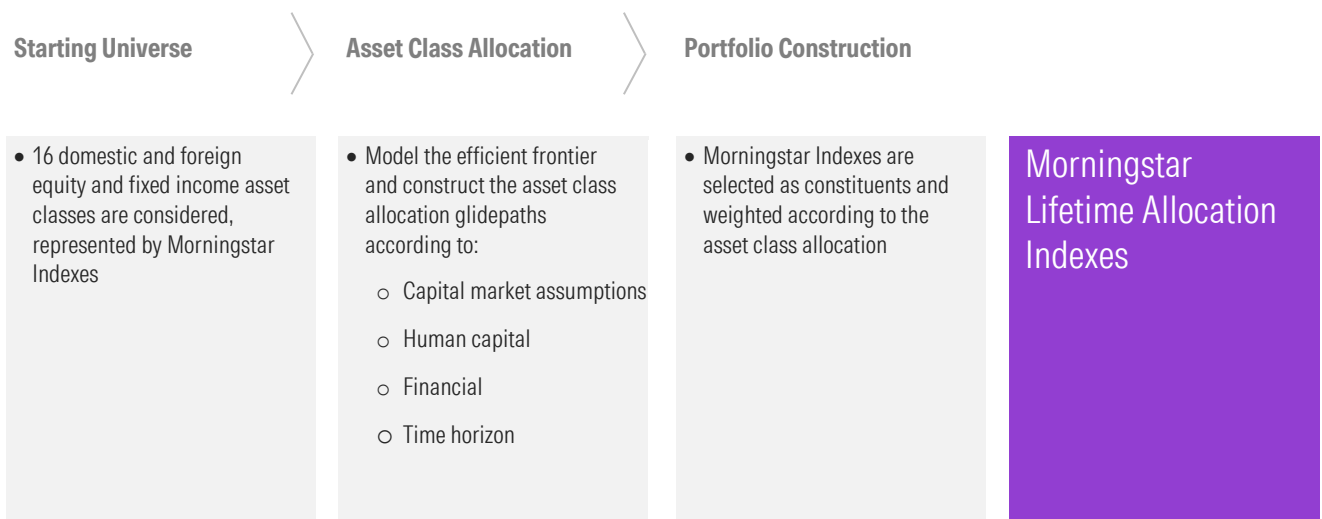 Starting Universe
Asset Class Allocation
Portfolio Construction
• 16 domestic and foreign
equity and fixed income asset
classes are considered,
represented by Morningstar
Indexes
• Model the efficient frontier
and construct the asset class
allocation glidepaths
according to:
○ Capital market assumptions
○ Human capital
○ Financial
○ Time horizon
• Morningstar Indexes are
selected as constituents and
weighted according to the
asset class allocation
Morningstar
Lifetime Allocation
Indexes